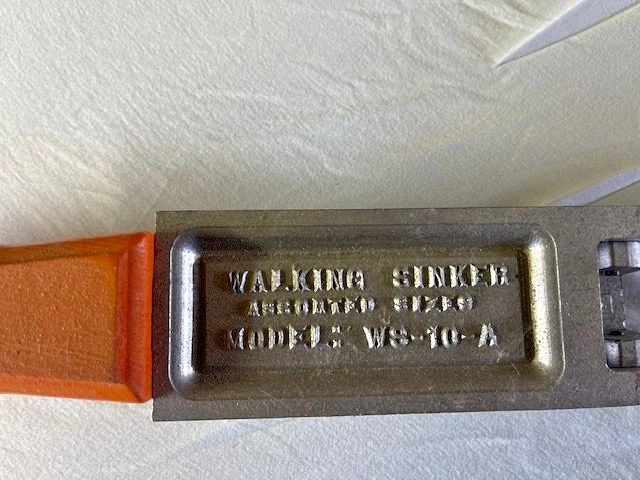 WALKING SINKER
ASSORTED SIZES
MODEL: WS-10-A